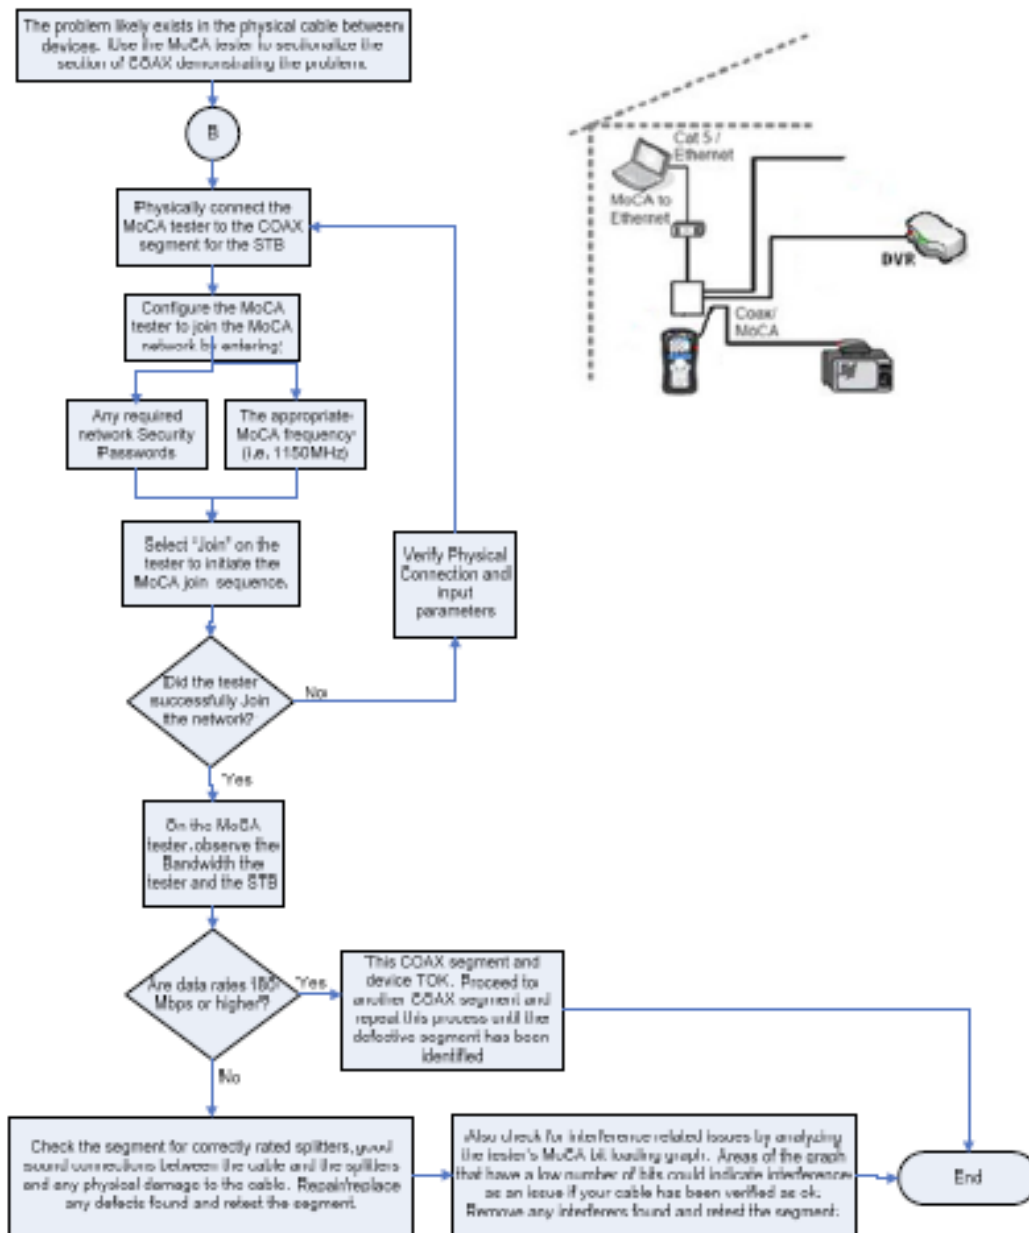 The problem likely exists in the physical cable between
devices. Use the MoCA tester to sectionalize the
section of COAX demonstrating the problem.
B
Physically connect the
MoCA tester to the COAX
segment for the STB
Configure the MoCA
tester to join the MoCA
network by entering:
Any required
network Security
Passwords
The appropriate
MoCA frequency
(i.e. 1150MHz)
Select "Join" on the
tester to initiate the
MoCA join sequence.
Verify Physical
Connection and
input
parameters
Did the tester
successfully Join
the network?
No
Yes
On the MoCA
tester, observe the
Bandwidth the
tester and the STB
Are data rates 180
Mbps or higher?
Yes
No
This COAX segment and
device TOK. Proceed to
another COAX segment and
repeat this process until the
defective segment has been
identified
Check the segment for correctly rated splitters, good
sound connections between the cable and the splitters
and any physical damage to the cable. Repair/replace
any defects found and retest the segment.
Also check for interference related issues by analyzing
the tester's MoCA bit loading graph. Areas of the graph
that have a low number of bits could indicate interference
as an issue if your cable has been verified as ok.
Remove any interferers found and retest the segment.
End
Cat 5 /
Ethernet
MoCA to
Ethernet
DVR
Coax/
MoCA